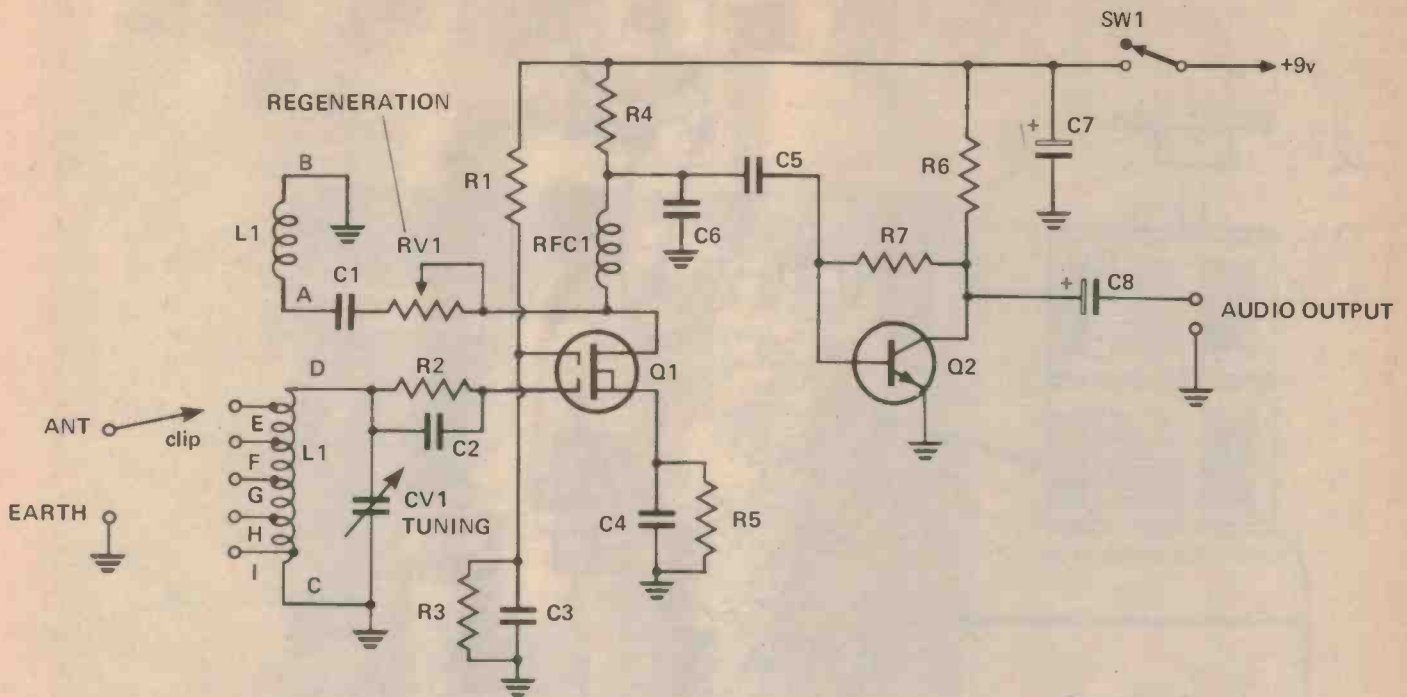 SW1
+9v
REGENERATION
R4
+ C7
C5
B
R1
R6
L1
RV1
RFC1
C6
R7
C1
A
+ C8
AUDIO OUTPUT
R2
Q1
D
Q2
ANT
clip
E
L1
C2
F
G
CV1
TUNING
EARTH
H
C4
R5
I
C
R3
C3